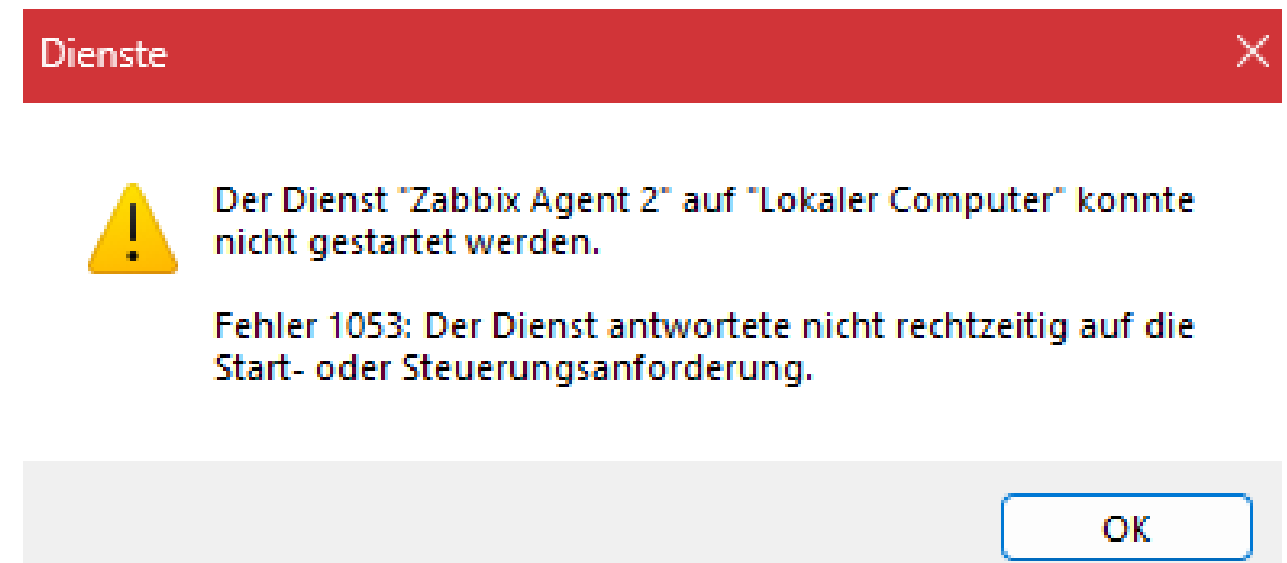 Dienste
Der Dienst "Zabbix Agent 2" auf "Lokaler Computer" konnte
nicht gestartet werden.
Fehler 1053: Der Dienst antwortete nicht rechtzeitig auf die
Start- oder Steuerungsanforderung.
OK